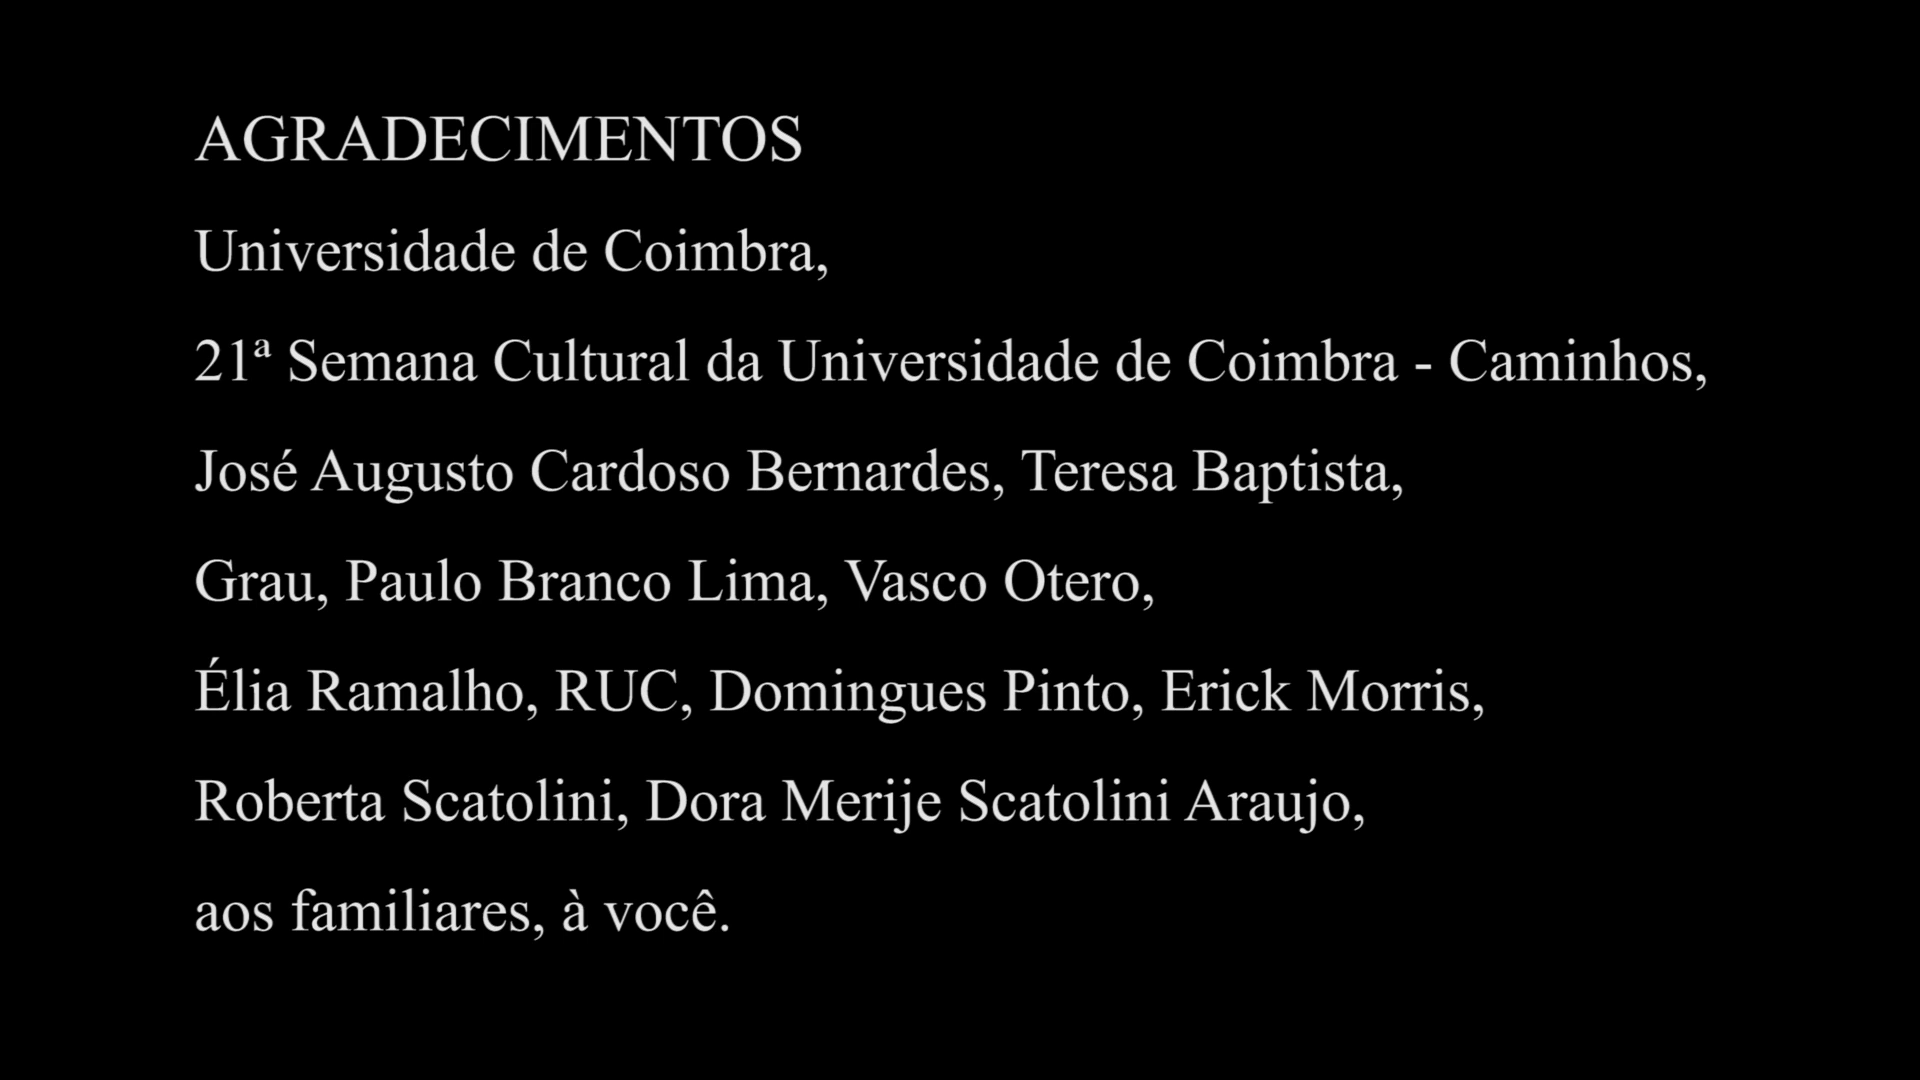 AGRADECIMENTOS
Universidade de Coimbra,
21ª Semana Cultural da Universidade de Coimbra - Caminhos,
José Augusto Cardoso Bernardes, Teresa Baptista,
Grau, Paulo Branco Lima, Vasco Otero,
Élia Ramalho, RUC, Domingues Pinto, Erick Morris,
Roberta Scatolini, Dora Merije Scatolini Araujo,
aos familiares, à você.